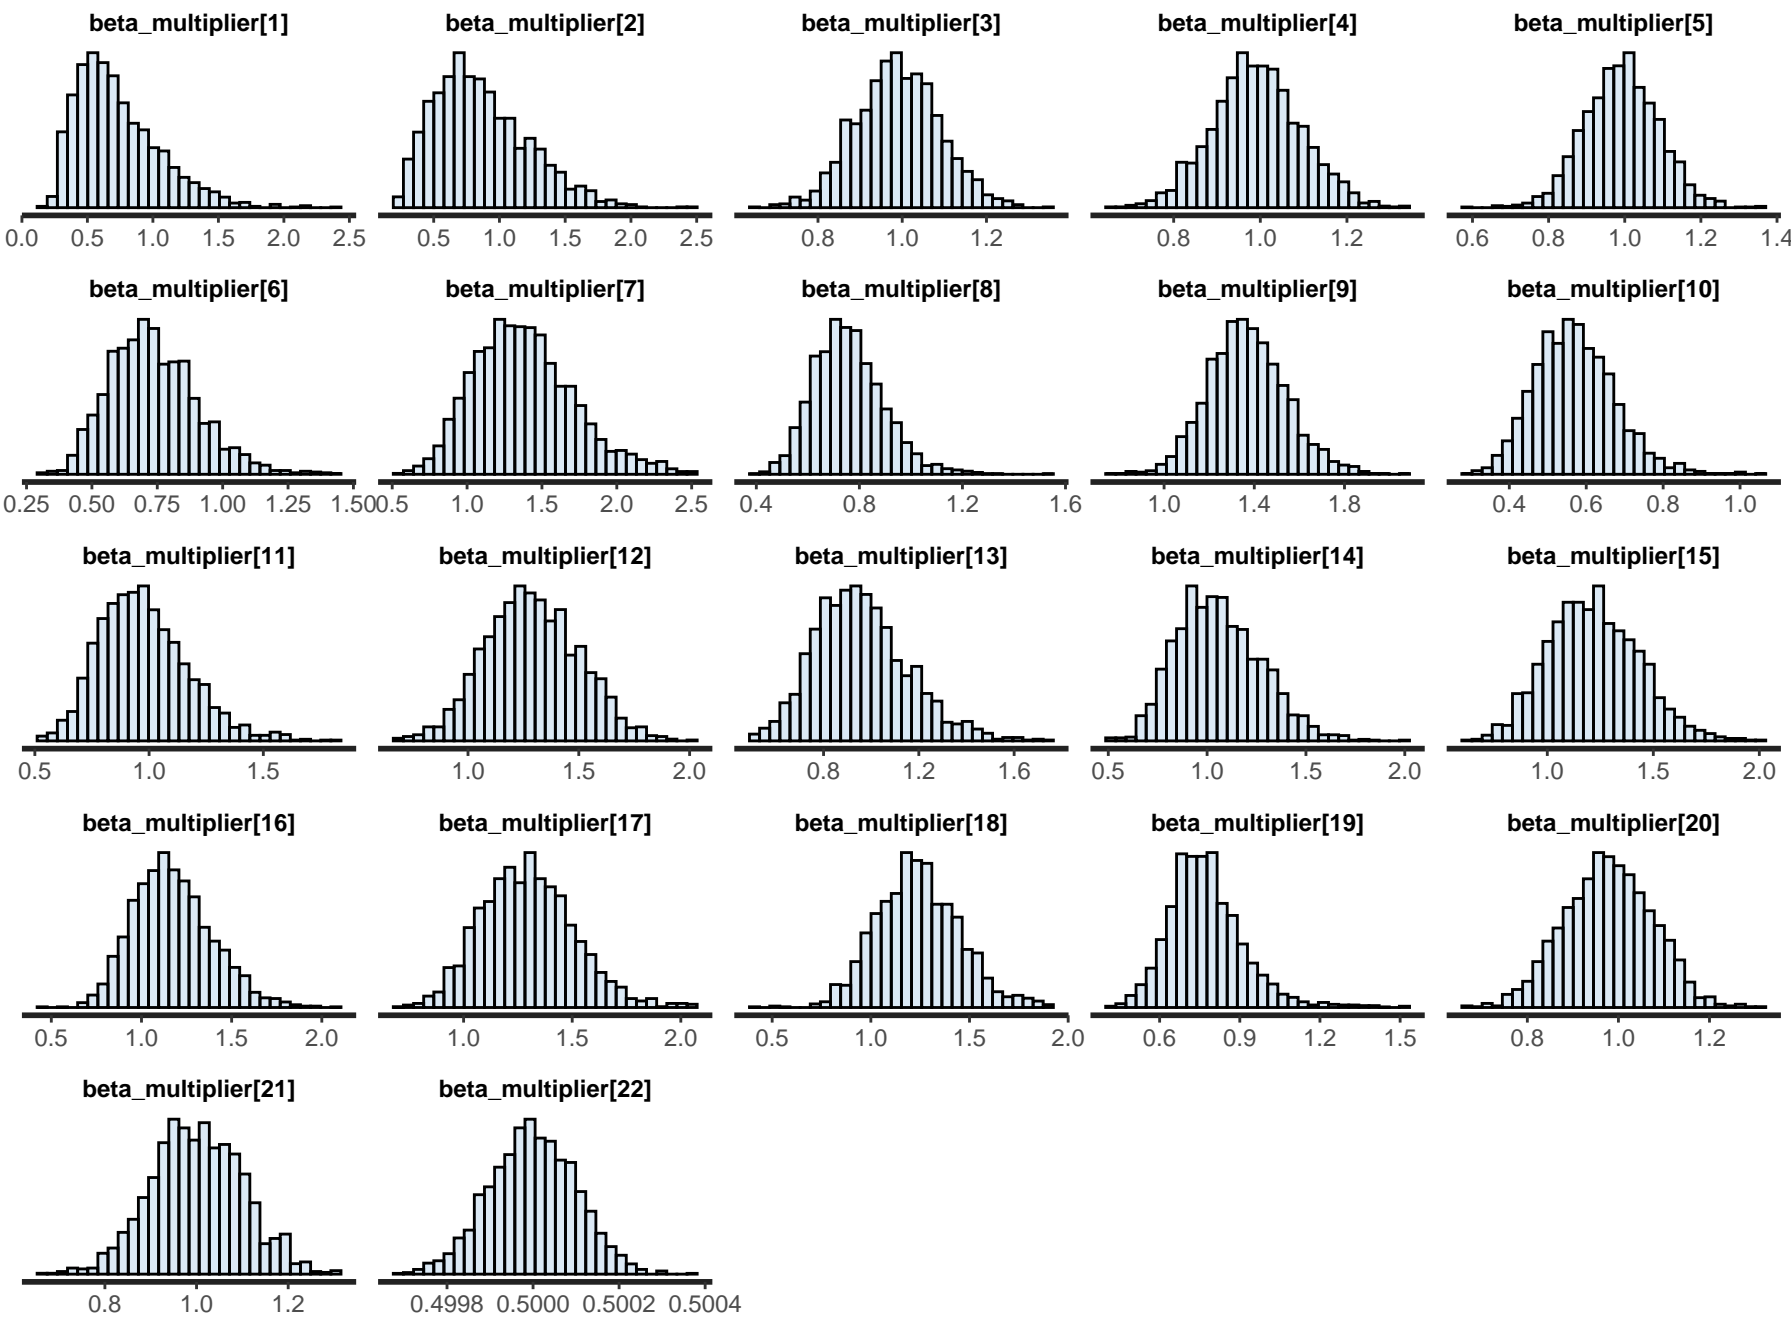 beta_multiplier[1] beta_multiplier[2] beta_multiplier[3] beta_multiplier[4] beta_multiplier[5]
0.0 0.5 1.0 1.5 2.0 2.5 0.5 1.0 1.5 2.0 2.5 0.8 1.0 1.2 0.8 1.0 1.2 0.6 0.8 1.0 1.2 1.4
beta_multiplier[6] beta_multiplier[7] beta_multiplier[8] beta_multiplier[9] beta_multiplier[10]
0.25 0.50 0.75 1.00 1.25 1.50 0.5 1.0 1.5 2.0 2.5 0.4 0.8 1.2 1.6 1.0 1.4 1.8 0.4 0.6 0.8 1.0
beta_multiplier[11] beta_multiplier[12] beta_multiplier[13] beta_multiplier[14] beta_multiplier[15]
0.5 1.0 1.5 1.0 1.5 2.0 0.8 1.2 1.6 0.5 1.0 1.5 2.0 1.0 1.5 2.0
beta_multiplier[16] beta_multiplier[17] beta_multiplier[18] beta_multiplier[19] beta_multiplier[20]
0.5 1.0 1.5 2.0 1.0 1.5 2.0 0.5 1.0 1.5 2.0 0.6 0.9 1.2 1.5 0.8 1.0 1.2
beta_multiplier[21] beta_multiplier[22]
0.8 1.0 1.2 0.4998 0.5000 0.5002 0.5004